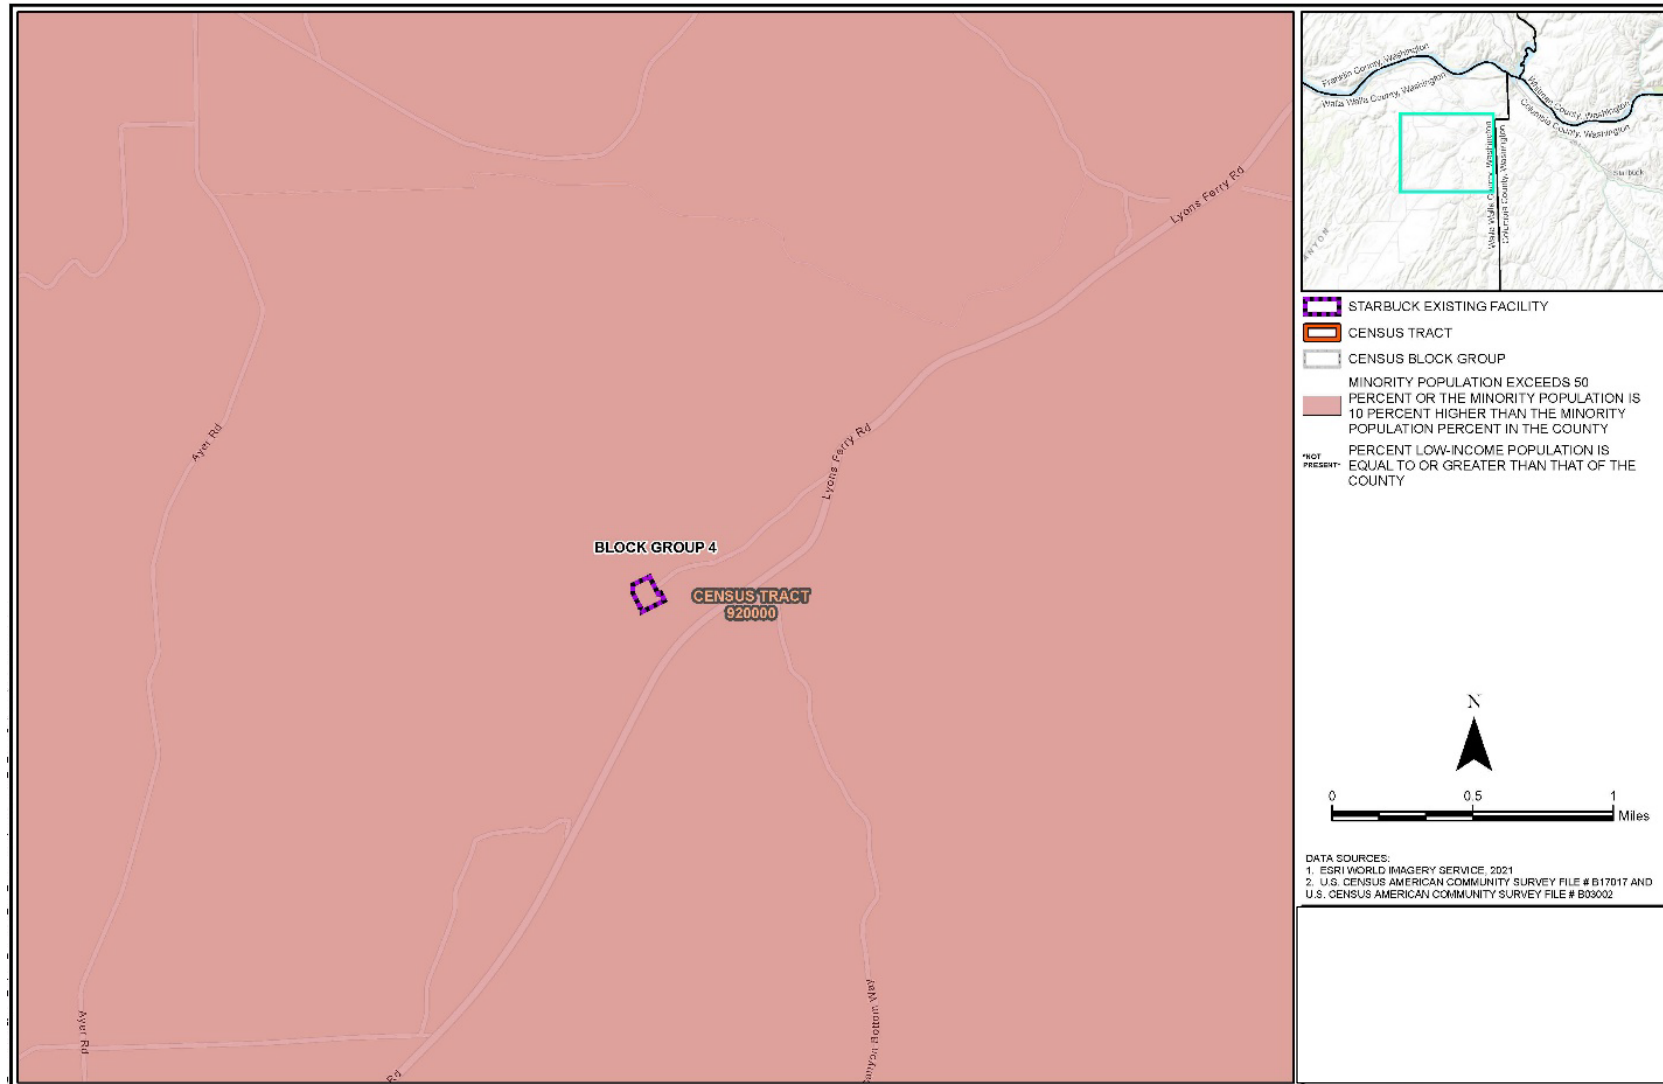 Lyons Ferry Rd
Ayer Rd
Lyons Ferry Rd
BLOCK GROUP 4
CENSUS TRACT
920000
Ayer Rd
Rd
anyon Bottom Way
Franklin County, Washington
Walla Walla County, Washington
Whitman County, Washington
Columbia County, Washington
Walla Walla County, Washington
Columbia County, Washington
Starbuck
ANYON
STARBUCK EXISTING FACILITY
CENSUS TRACT
CENSUS BLOCK GROUP
MINORITY POPULATION EXCEEDS 50
PERCENT OR THE MINORITY POPULATION IS
10 PERCENT HIGHER THAN THE MINORITY
POPULATION PERCENT IN THE COUNTY
*NOT
PRESENT*
PERCENT LOW-INCOME POPULATION IS
EQUAL TO OR GREATER THAN THAT OF THE
COUNTY
N
0 0.5 1
Miles
DATA SOURCES:
1. ESRI WORLD IMAGERY SERVICE, 2021
2. U.S. CENSUS AMERICAN COMMUNITY SURVEY FILE # B17017 AND
U.S. CENSUS AMERICAN COMMUNITY SURVEY FILE # B03002